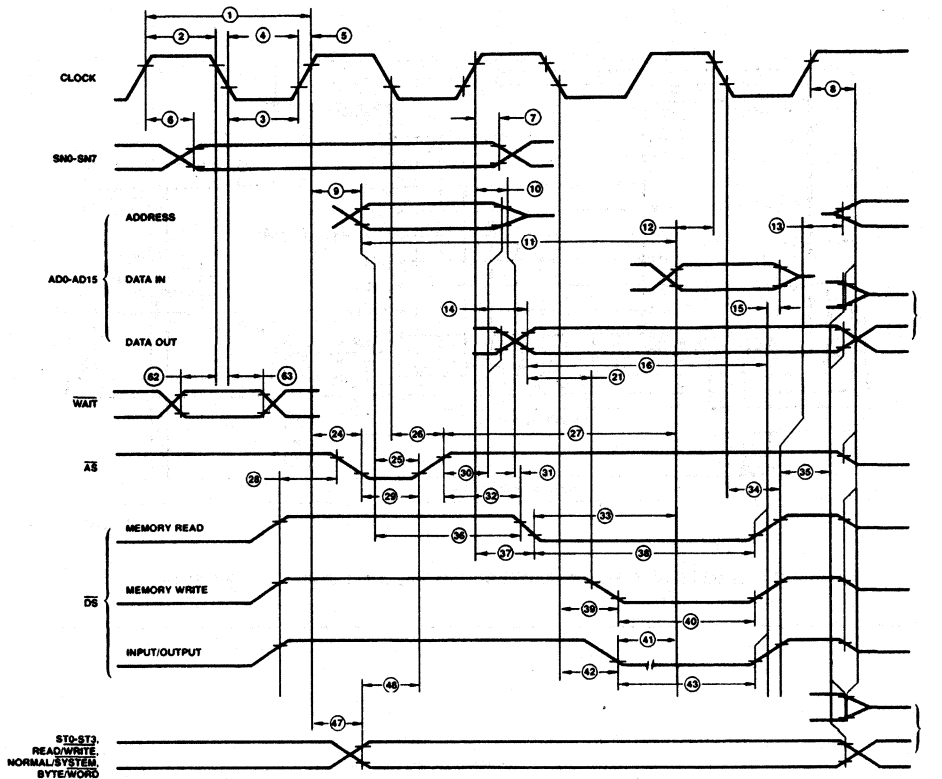 1
2
4
5
CLOCK
8
6
3
7
SN0-SN7
9
10
ADDRESS
12
13
11
AD0-AD15
DATA IN
14
15
DATA OUT
16
21
62
63
WAIT
24
26
27
25
AS
28
30
31
29
32
34
35
33
MEMORY READ
36
37
38
MEMORY WRITE
39
DS
40
41
INPUT/OUTPUT
42
43
46
47
ST0-ST3,
READ/WRITE,
NORMAL/SYSTEM,
BYTE/WORD